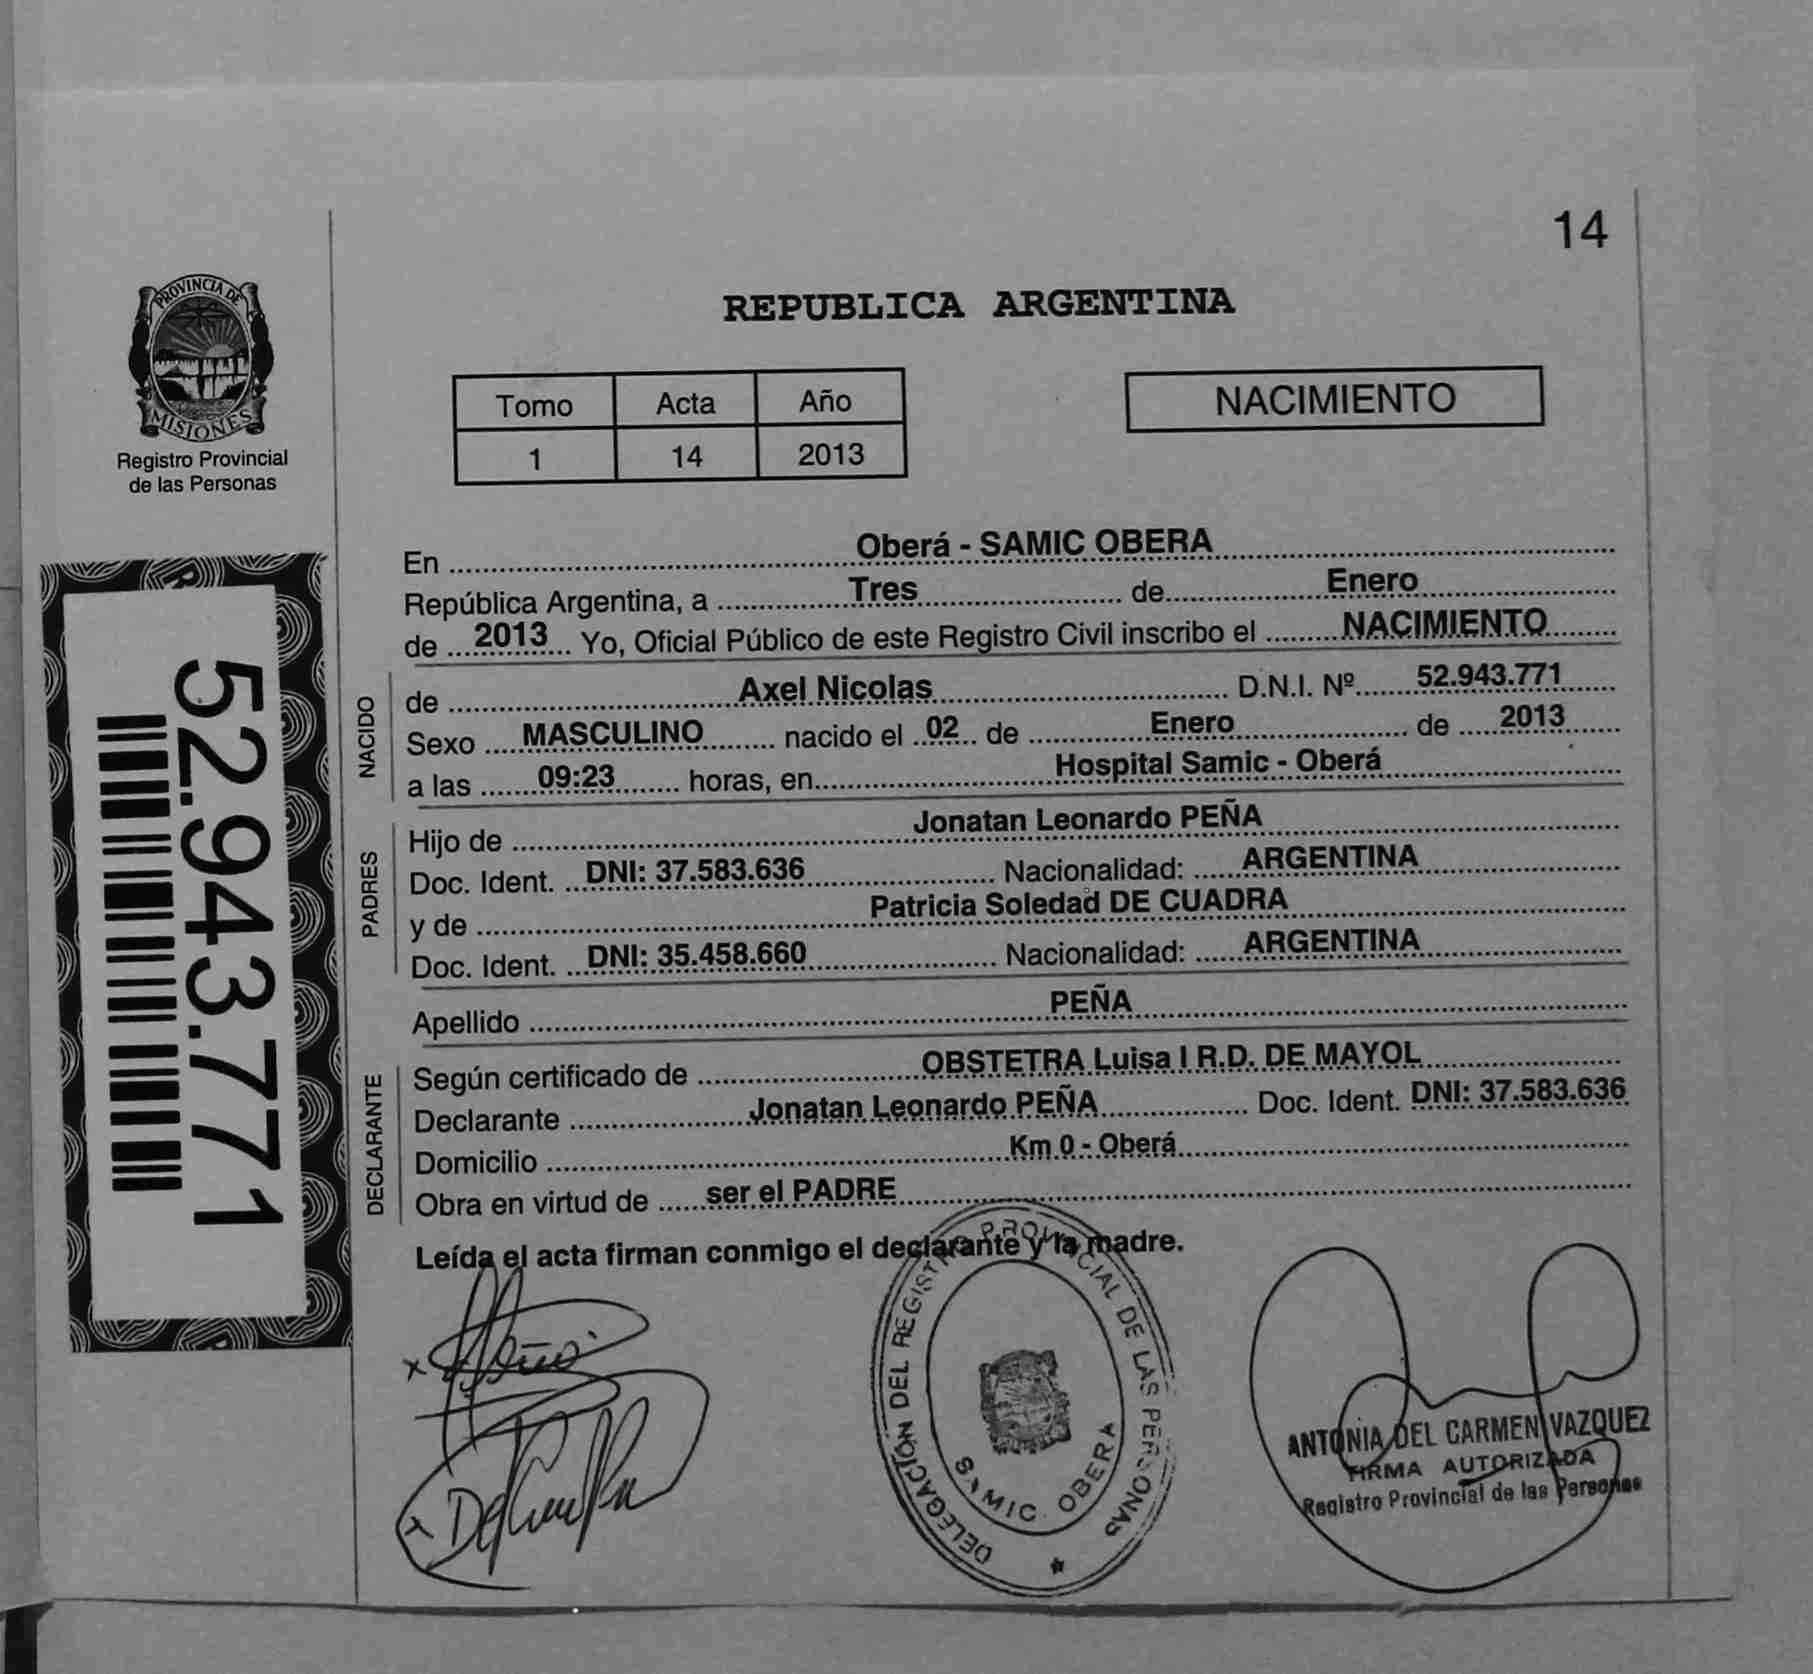 14
PROVINCIA DE
MISIONES
Registro Provincial
de las Personas
REPUBLICA ARGENTINA
Tomo Acta Año
1 14 2013
NACIMIENTO
52.943.771
En Oberá - SAMIC OBERA
República Argentina, a Tres de Enero
de 2013 Yo, Oficial Público de este Registro Civil inscribo el NACIMIENTO
NACIDO
de Axel Nicolas D.N.I. Nº 52.943.771
Sexo MASCULINO nacido el 02 de Enero de 2013
a las 09:23 horas, en Hospital Samic - Oberá
PADRES
Hijo de Jonatan Leonardo PEÑA
Doc. Ident. DNI: 37.583.636 Nacionalidad: ARGENTINA
y de Patricia Soledad DE CUADRA
Doc. Ident. DNI: 35.458.660 Nacionalidad: ARGENTINA
Apellido PEÑA
DECLARANTE
Según certificado de OBSTETRA Luisa I R.D. DE MAYOL
Declarante Jonatan Leonardo PEÑA Doc. Ident. DNI: 37.583.636
Domicilio Km 0 - Oberá
Obra en virtud de ser el PADRE
Leída el acta firman conmigo el declarante y la madre.
DELEGACIÓN DEL REGISTRO PROVINCIAL DE LAS PERSONAS
SAMIC OBERA
ANTONIA DEL CARMEN VAZQUEZ
FIRMA AUTORIZADA
Registro Provincial de las Personas